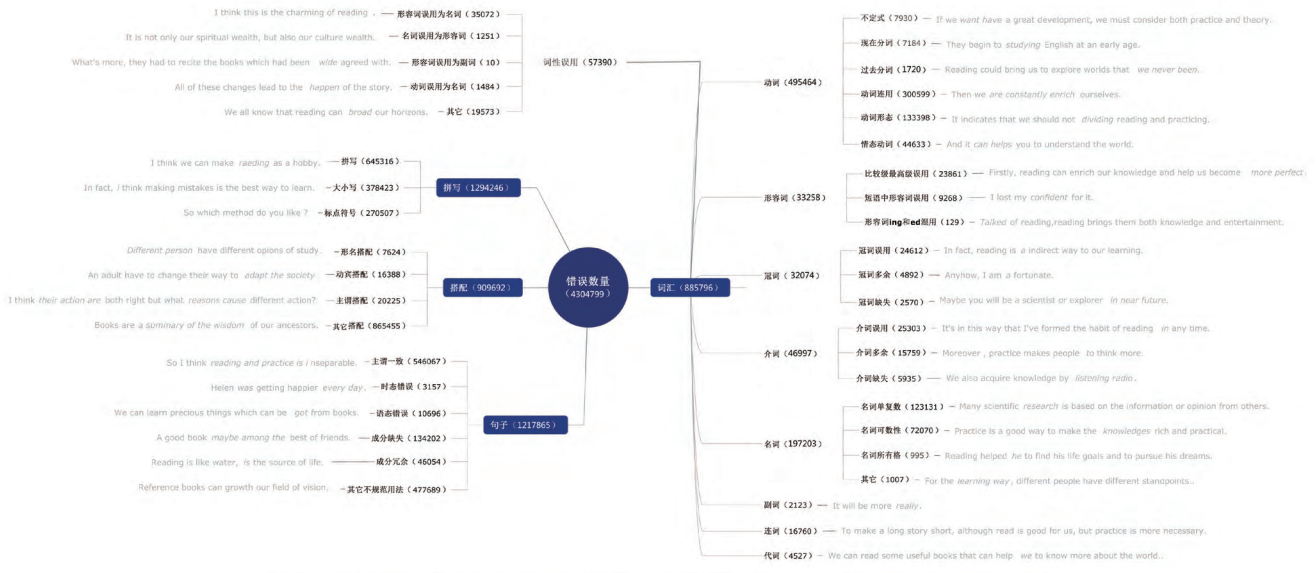 错误数量
(4304799)
词性误用 (57390)
I think this is the charming of reading . — 形容词误用为名词 (35072)
It is not only our spiritual wealth, but also our culture wealth. — 名词误用为形容词 (1251)
What's more, they had to recite the books which had been wide agreed with. — 形容词误用为副词 (10)
All of these changes lead to the happen of the story. — 动词误用为名词 (1484)
We all know that reading can broad our horizons. — 其它 (19573)
拼写 (1294246)
I think we can make raeding as a hobby. — 拼写 (645316)
In fact, i think making mistakes is the best way to learn. — 大小写 (378423)
So which method do you like ? — 标点符号 (270507)
搭配 (909692)
Different person have different opions of study. — 形名搭配 (7624)
An adult have to change their way to adapt the society — 动宾搭配 (16388)
I think their action are both right but what reasons cause different action? — 主谓搭配 (20225)
Books are a summary of the wisdom of our ancestors. — 其它搭配 (865455)
句子 (1217865)
So I think reading and practice is i nseparable. — 主谓一致 (546067)
Helen was getting happier every day. — 时态错误 (3157)
We can learn precious things which can be got from books. — 语态错误 (10696)
A good book maybe among the best of friends. — 成分缺失 (134202)
Reading is like water, is the source of life. — 成分冗余 (46054)
Reference books can growth our field of vision. — 其它不规范用法 (477689)
词汇 (885796)
动词 (495464)
不定式 (7930) — If we want have a great development, we must consider both practice and theory.
现在分词 (7184) — They begin to studying English at an early age.
过去分词 (1720) — Reading could bring us to explore worlds that we never been..
动词连用 (300599) — Then we are constantly enrich ourselves.
动词形态 (133398) — It indicates that we should not dividing reading and practicing.
情态动词 (44633) — And it can helps you to understand the world.
形容词 (33258)
比较级最高级误用 (23861) — Firstly, reading can enrich our knowledge and help us become more perfect.
短语中形容词误用 (9268) — I lost my confident for it.
形容词ing和ed混用 (129) — Talked of reading,reading brings them both knowledge and entertainment.
冠词 (32074)
冠词误用 (24612) — In fact, reading is a indirect way to our learning.
冠词多余 (4892) — Anyhow, I am a fortunate.
冠词缺失 (2570) — Maybe you will be a scientist or explorer in near future.
介词 (46997)
介词误用 (25303) — It's in this way that I've formed the habit of reading in any time.
介词多余 (15759) — Moreover , practice makes people to think more.
介词缺失 (5935) — We also acquire knowledge by listening radio.
名词 (197203)
名词单复数 (123131) — Many scientific research is based on the information or opinion from others.
名词可数性 (72070) — Practice is a good way to make the knowledges rich and practical.
名词所有格 (995) — Reading helped he to find his life goals and to pursue his dreams.
其它 (1007) — For the learning way, different people have different standpoints..
副词 (2123) — It will be more really.
连词 (16760) — To make a long story short, although read is good for us, but practice is more necessary.
代词 (4527) — We can read some useful books that can help we to know more about the world..